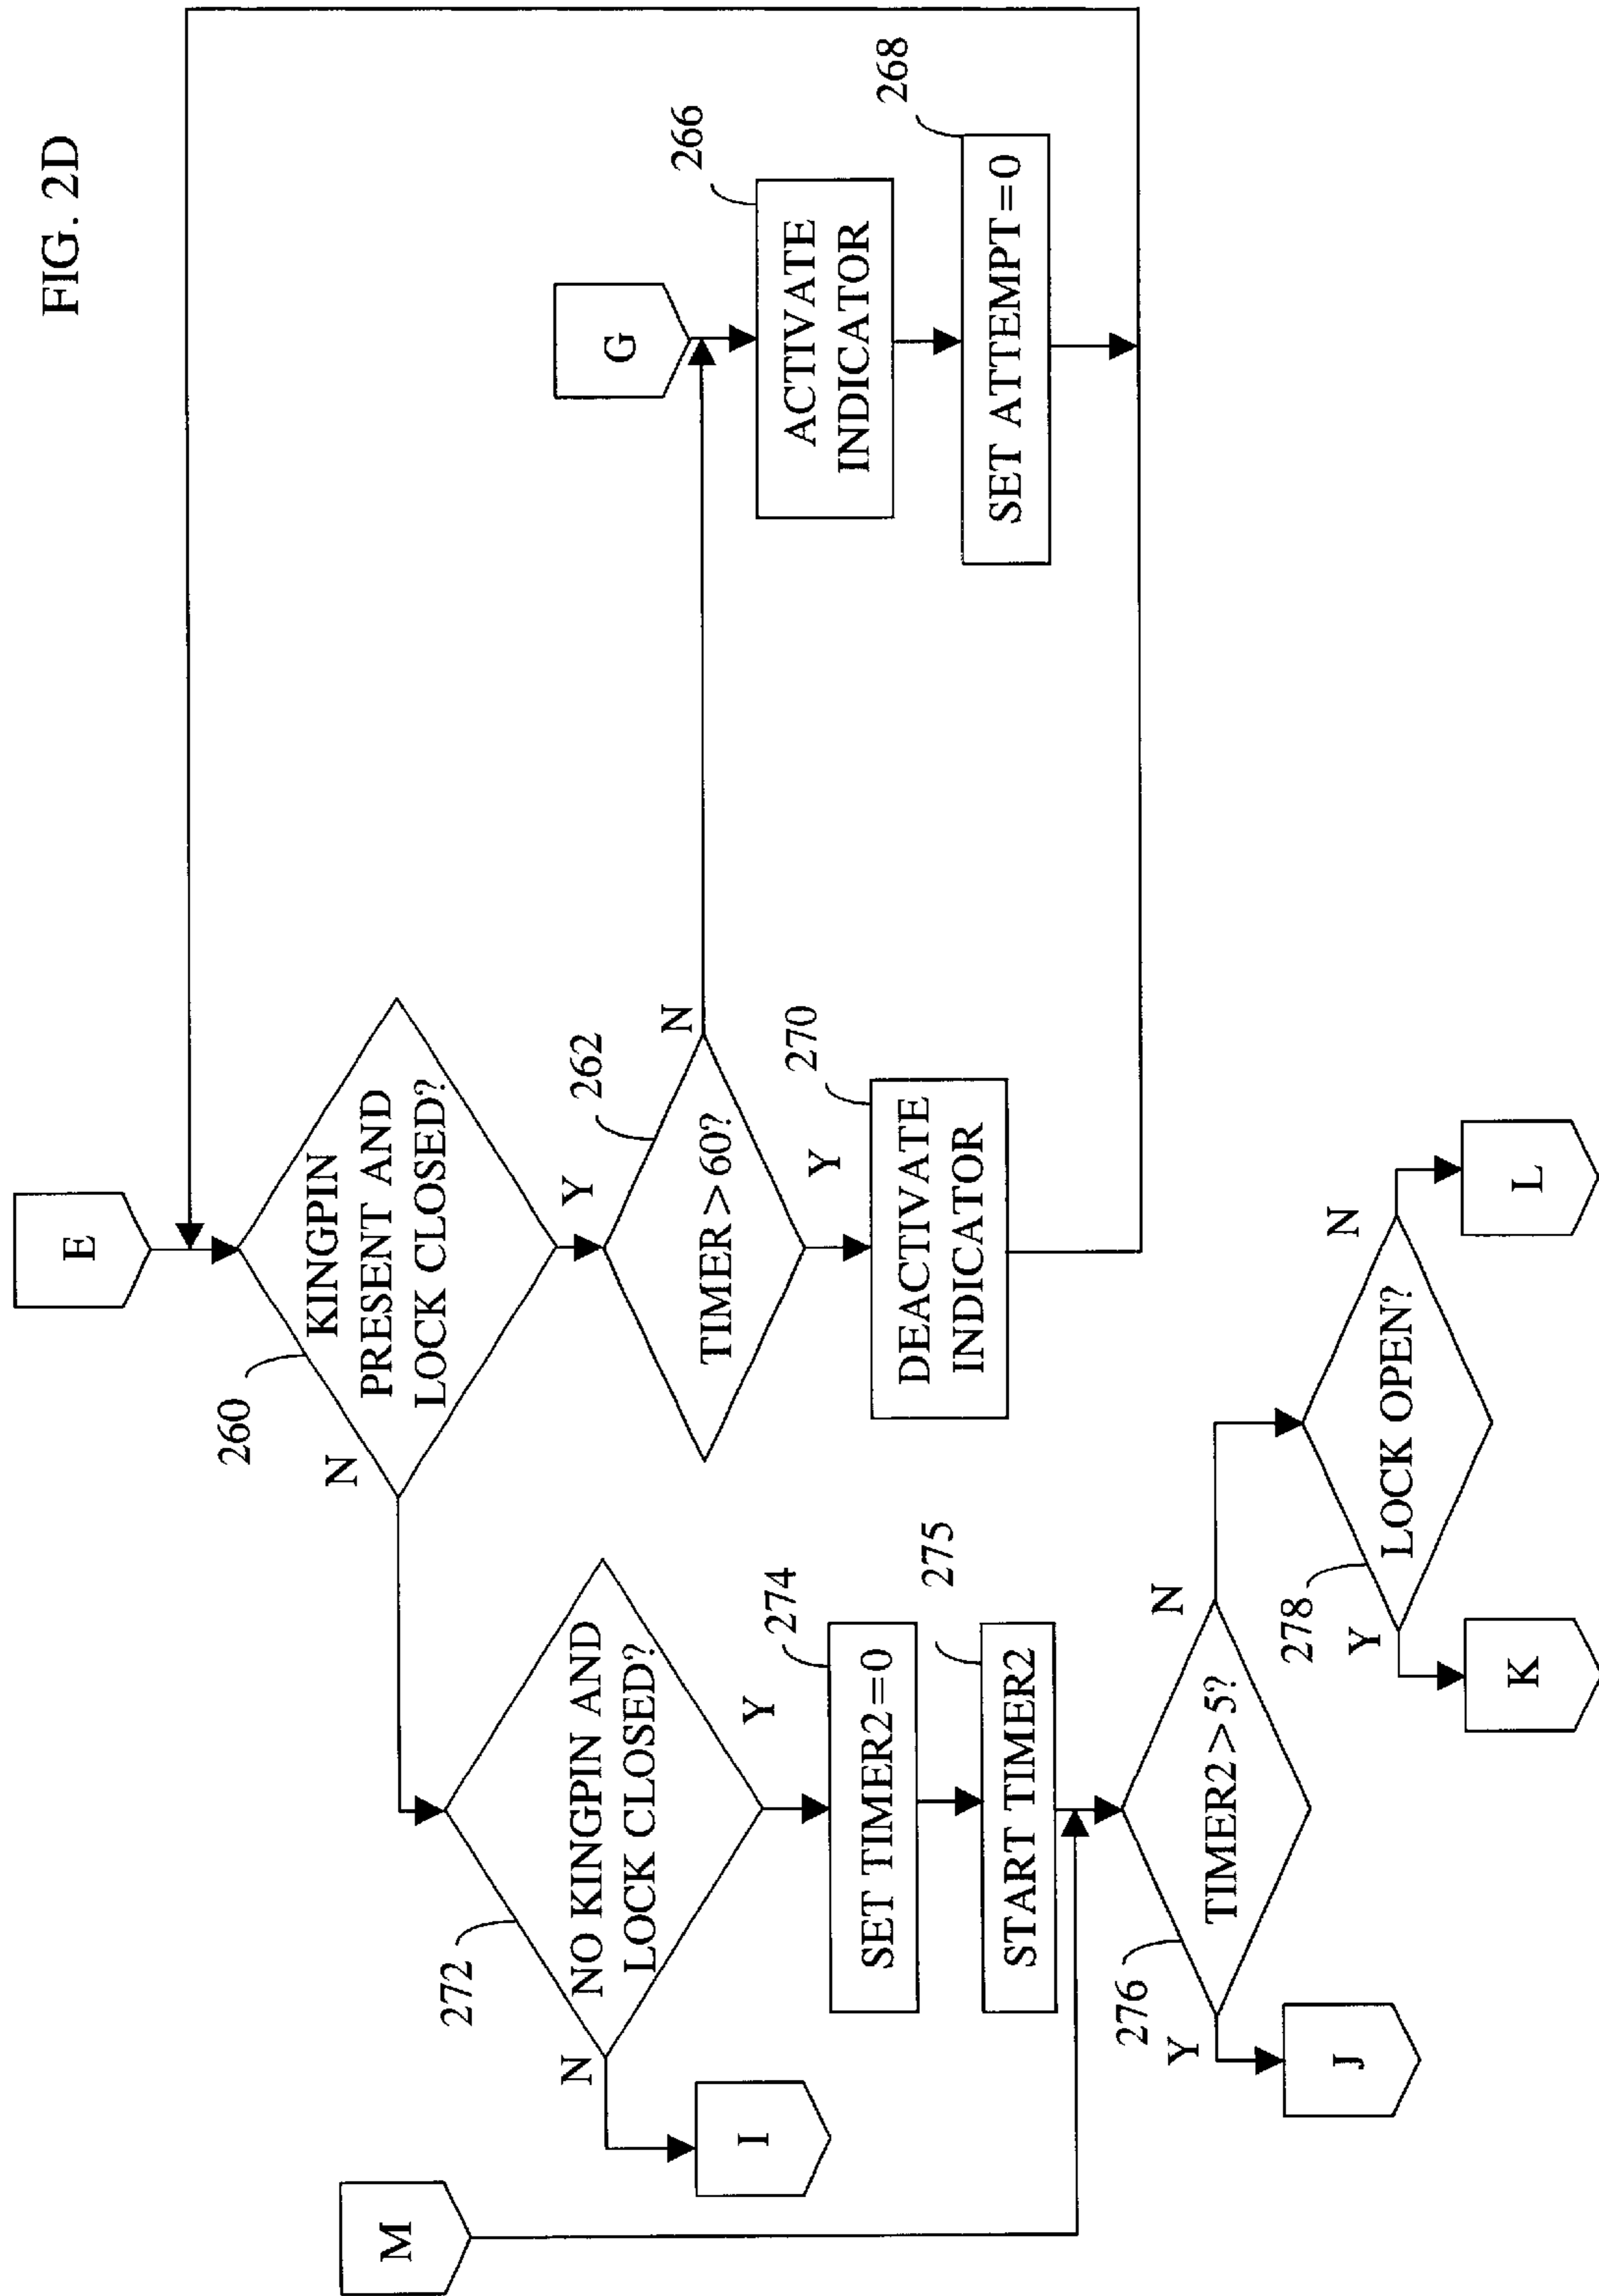 FIG. 2D
E
KINGPIN
PRESENT AND
LOCK CLOSED?
260
N
Y
TIMER>60?
262
N
Y
G
ACTIVATE
INDICATOR
266
SET ATTEMPT=0
268
DEACTIVATE
INDICATOR
270
M
NO KINGPIN AND
LOCK CLOSED?
272
N
I
Y
SET TIMER2=0
274
START TIMER2
275
TIMER2>5?
276
Y
J
N
LOCK OPEN?
278
Y
K
N
L